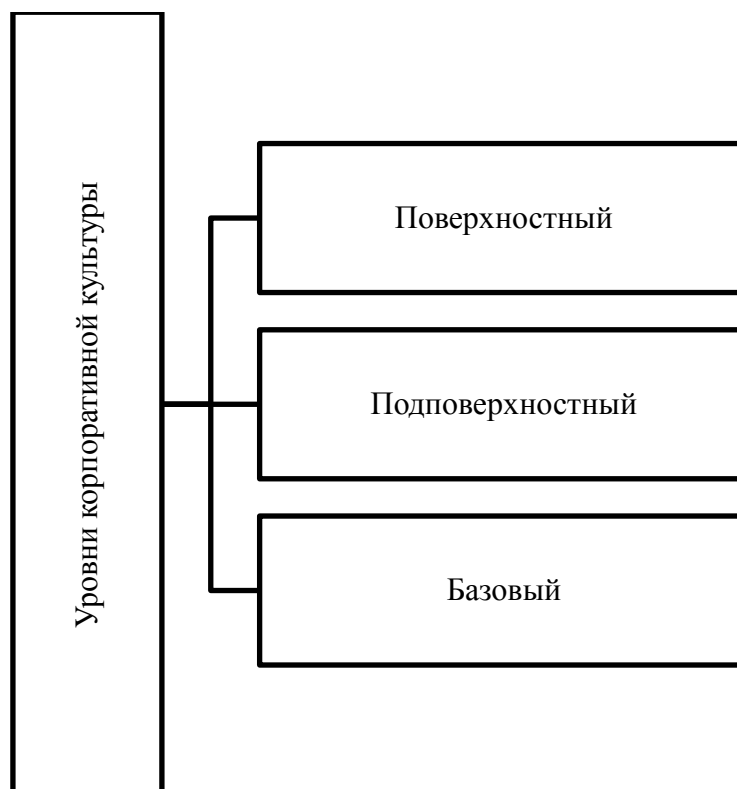 Уровни корпоративной культуры
Поверхностный
Подповерхностный
Базовый